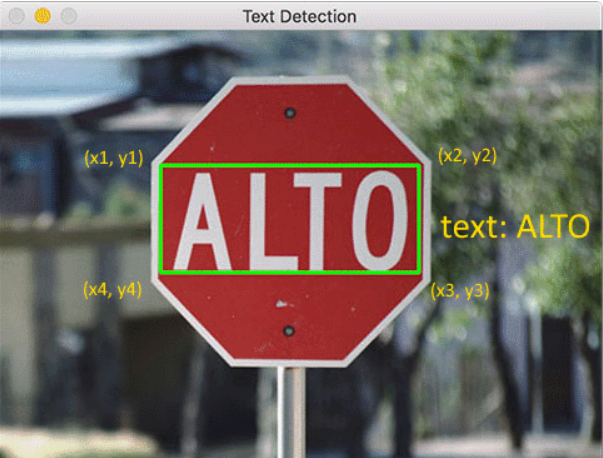 Text Detection
(x1, y1)
(x2, y2)
ALTO
text: ALTO
(x4, y4)
(x3, y3)